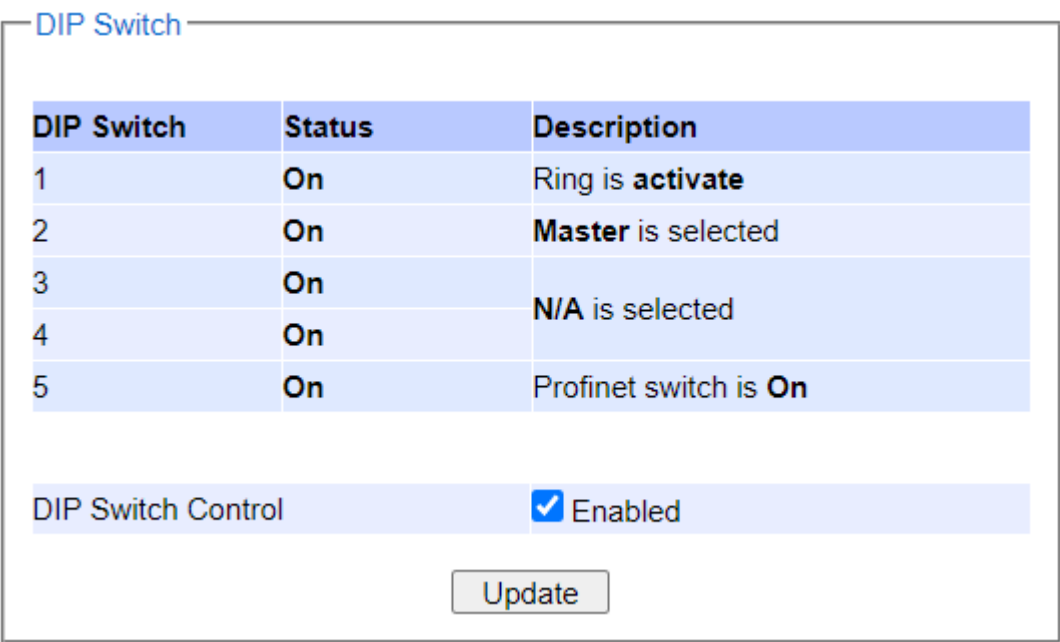 DIP Switch
DIP Switch Status Description
1 On Ring is activate
2 On Master is selected
3 On
N/A is selected
4 On
5 On Profinet switch is On
DIP Switch Control Enabled
Update